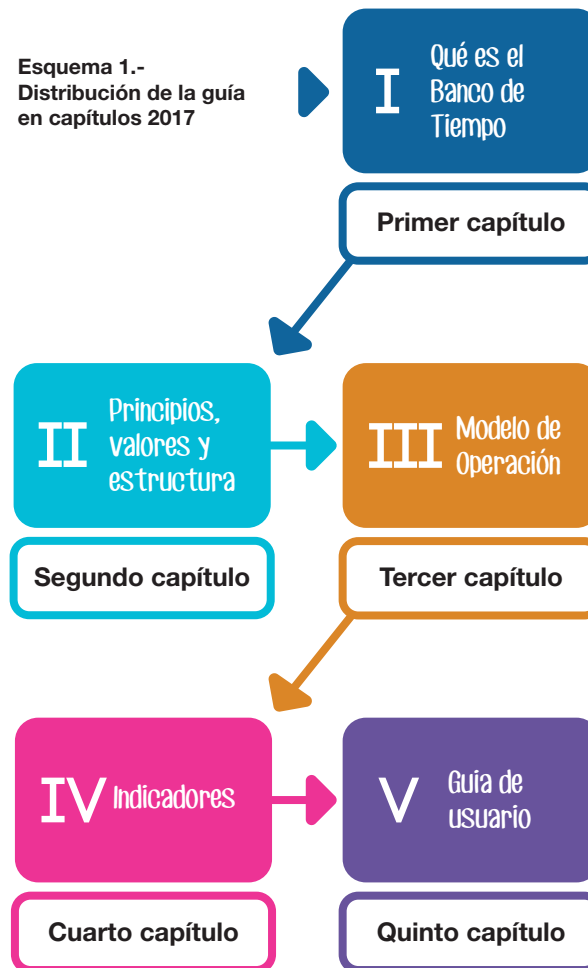 Esquema 1.-
Distribución de la guía
en capítulos 2017
I
Qué es el
Banco de
Tiempo
Primer capítulo
II
Principios,
valores y
estructura
Segundo capítulo
III
Modelo de
Operación
Tercer capítulo
IV
Indicadores
Cuarto capítulo
V
Guia de
usuario
Quinto capítulo